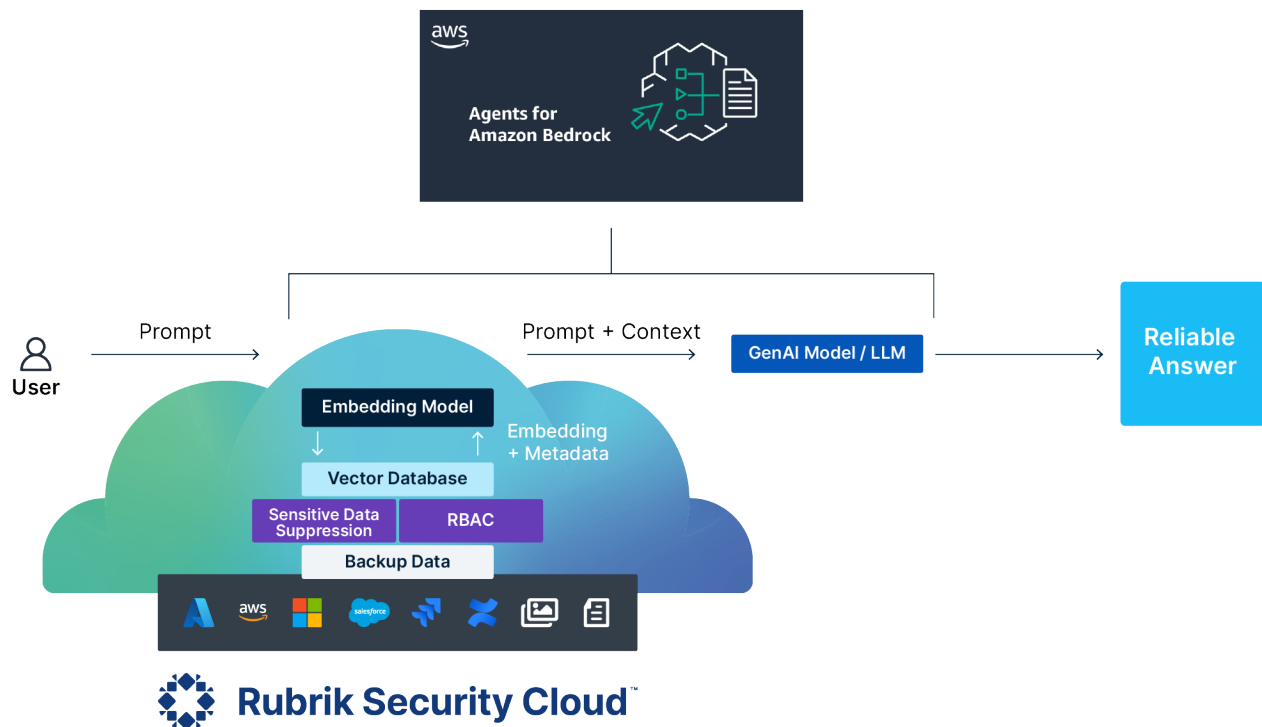 aws
Agents for
Amazon Bedrock
Prompt
Prompt + Context
User
GenAI Model / LLM
Reliable
Answer
Embedding Model
Embedding
+ Metadata
Vector Database
Sensitive Data
Suppression
RBAC
Backup Data
aws
salesforce
Rubrik Security Cloud™